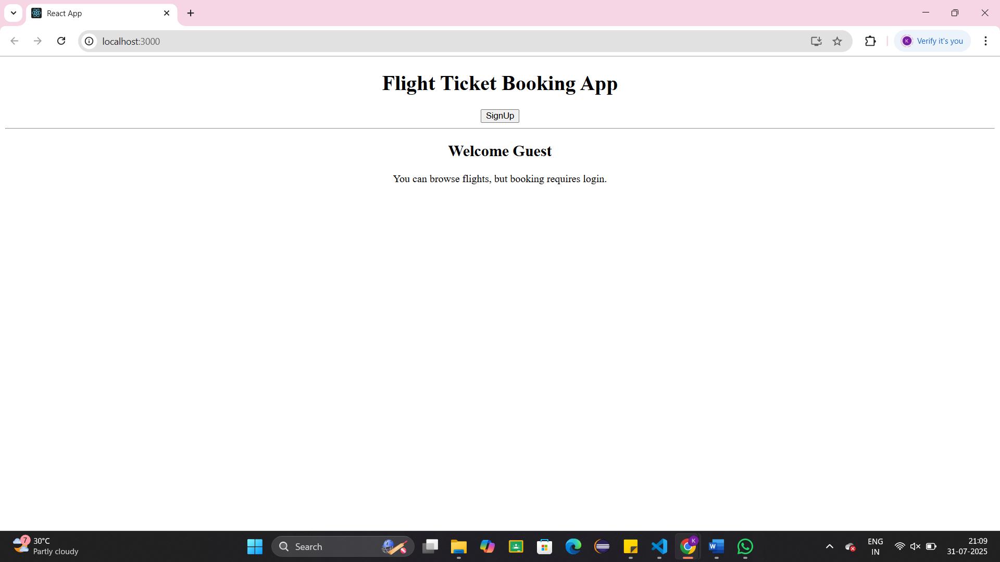 React App
localhost:3000
K
Verify it's you
Flight Ticket Booking App
SignUp
Welcome Guest
You can browse flights, but booking requires login.
7
30°C
Partly cloudy
Search
K
W
ENG
IN
21:09
31-07-2025